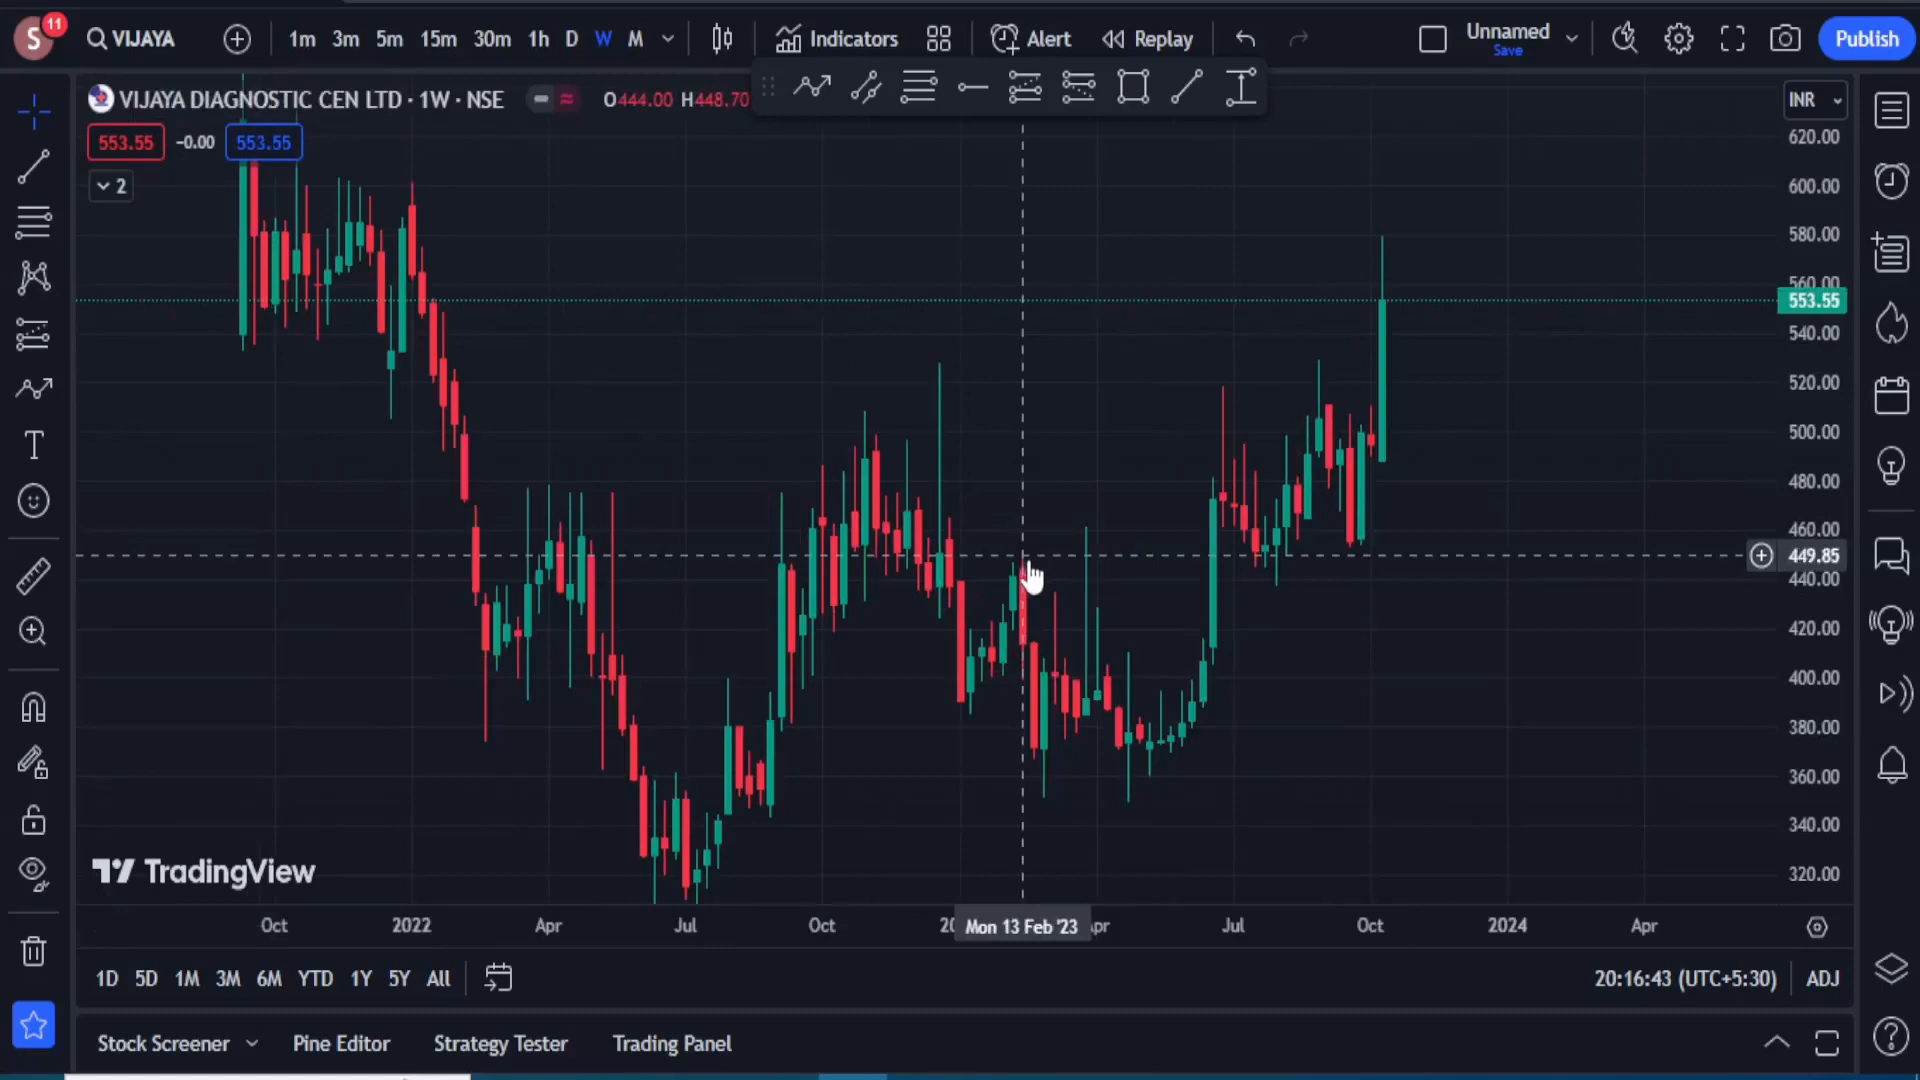 S 11 VIJAYA 1m 3m 5m 15m 30m 1h D W M Indicators Alert Replay Unnamed Save Publish
VIJAYA DIAGNOSTIC CEN LTD · 1W · NSE O444.00 H448.70 INR
553.55 −0.00 553.55
2
620.00
600.00
580.00
560.00
553.55
540.00
520.00
500.00
480.00
460.00
449.85
440.00
420.00
400.00
380.00
360.00
340.00
320.00
TradingView
Oct 2022 Apr Jul Oct 20 Mon 13 Feb '23 pr Jul Oct 2024 Apr
1D 5D 1M 3M 6M YTD 1Y 5Y All 20:16:43 (UTC+5:30) ADJ
Stock Screener Pine Editor Strategy Tester Trading Panel